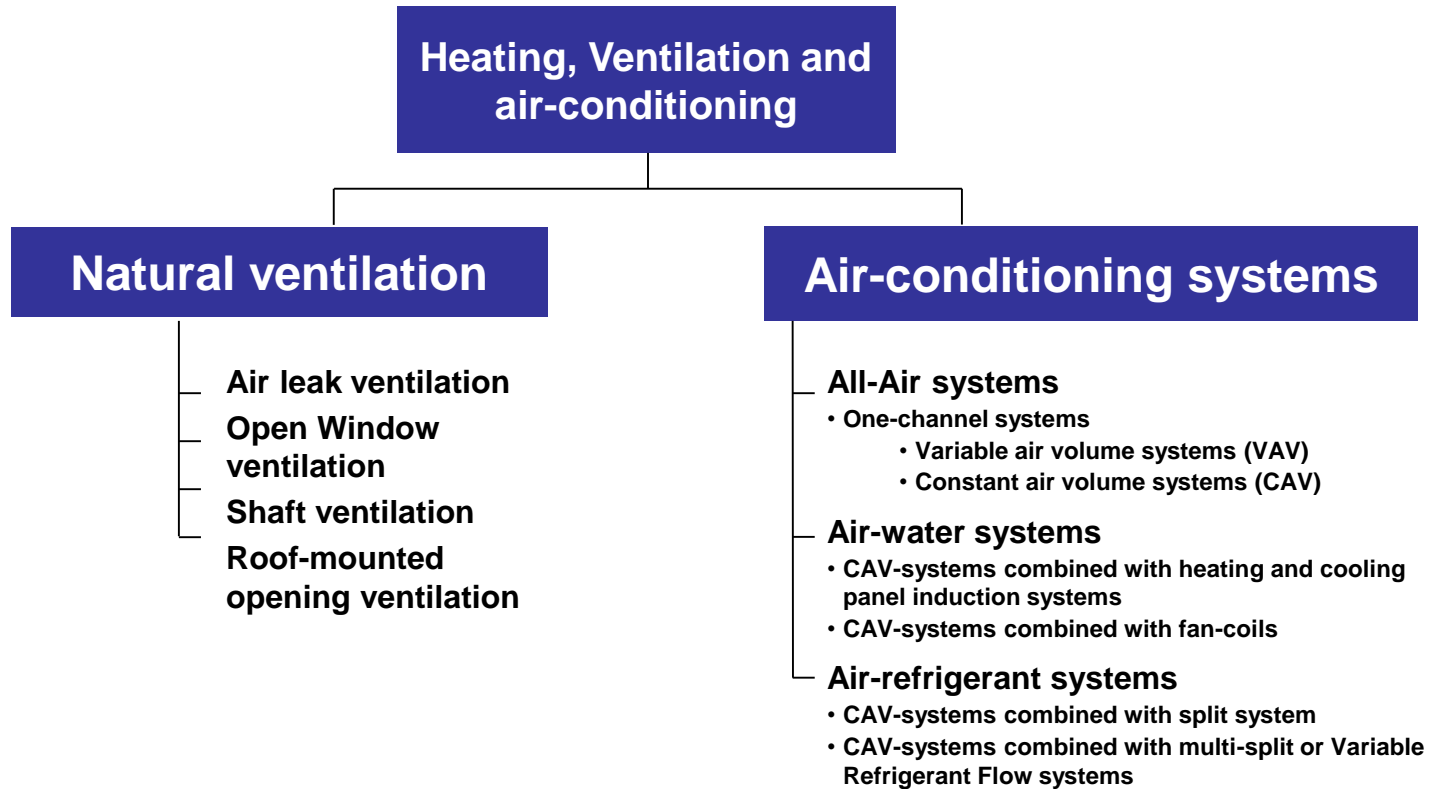 Heating, Ventilation and
air-conditioning
Natural ventilation
Air leak ventilation
Open Window
ventilation
Shaft ventilation
Roof-mounted
opening ventilation
Air-conditioning systems
All-Air systems
• One-channel systems
• Variable air volume systems (VAV)
• Constant air volume systems (CAV)
Air-water systems
• CAV-systems combined with heating and cooling
panel induction systems
• CAV-systems combined with fan-coils
Air-refrigerant systems
• CAV-systems combined with split system
• CAV-systems combined with multi-split or Variable
Refrigerant Flow systems